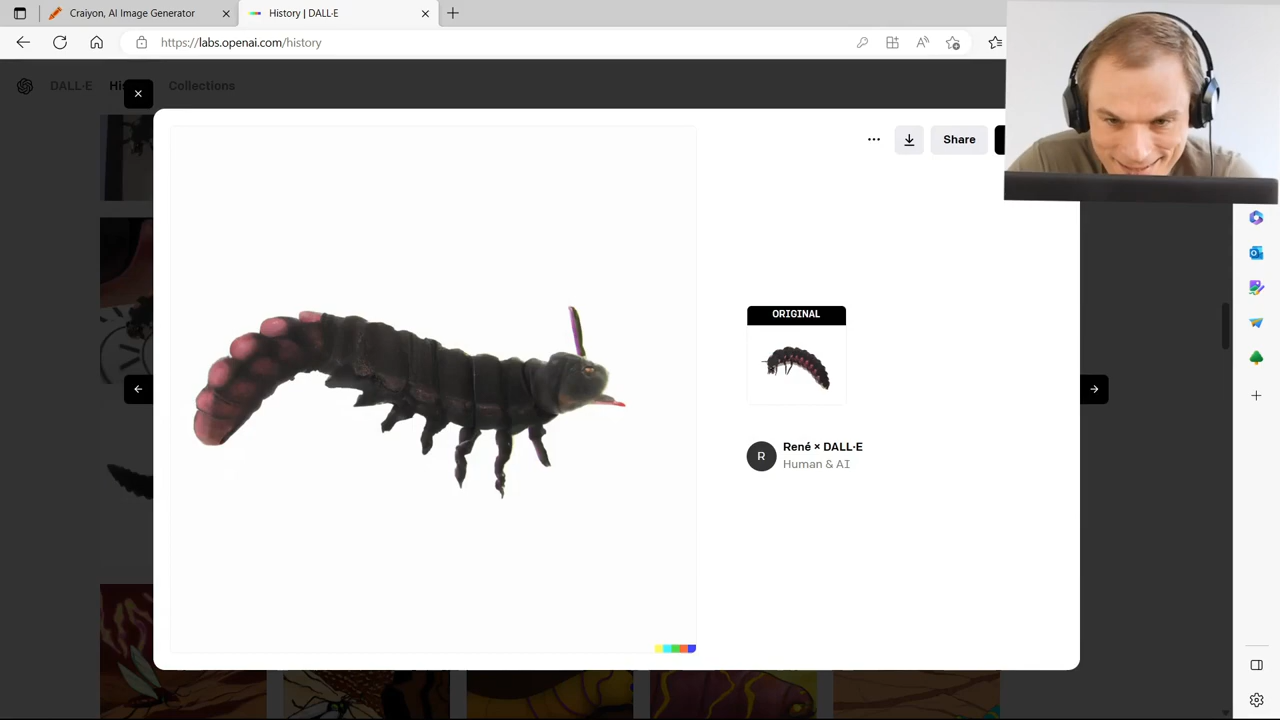 Craiyon, AI Image Generator
History | DALL·E
https://labs.openai.com/history
DALL·E
His
Collections
Share
ORIGINAL
R
René × DALL·E
Human & AI